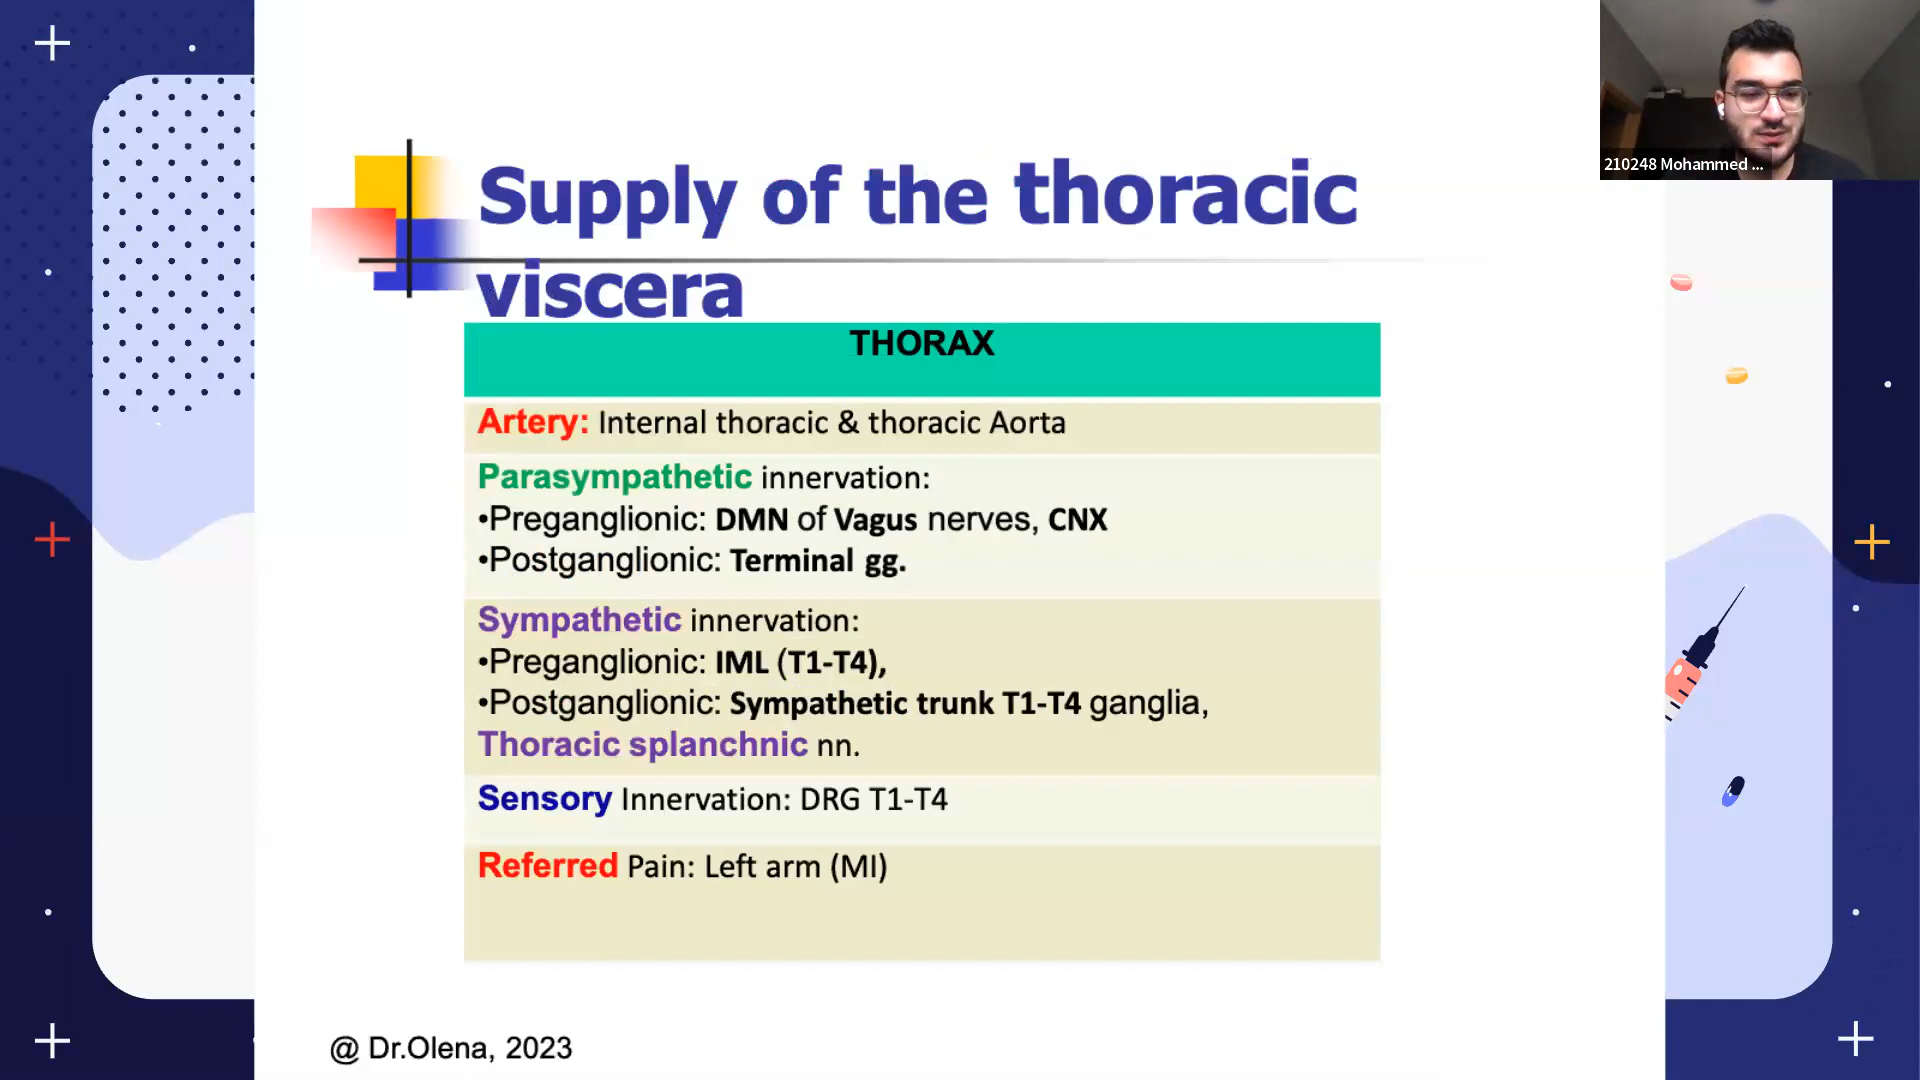 210248 Mohammed ...
Supply of the thoracic
viscera
THORAX
Artery: Internal thoracic & thoracic Aorta
Parasympathetic innervation:
•Preganglionic: DMN of Vagus nerves, CNX
•Postganglionic: Terminal gg.
Sympathetic innervation:
•Preganglionic: IML (T1-T4),
•Postganglionic: Sympathetic trunk T1-T4 ganglia,
Thoracic splanchnic nn.
Sensory Innervation: DRG T1-T4
Referred Pain: Left arm (MI)
@ Dr.Olena, 2023